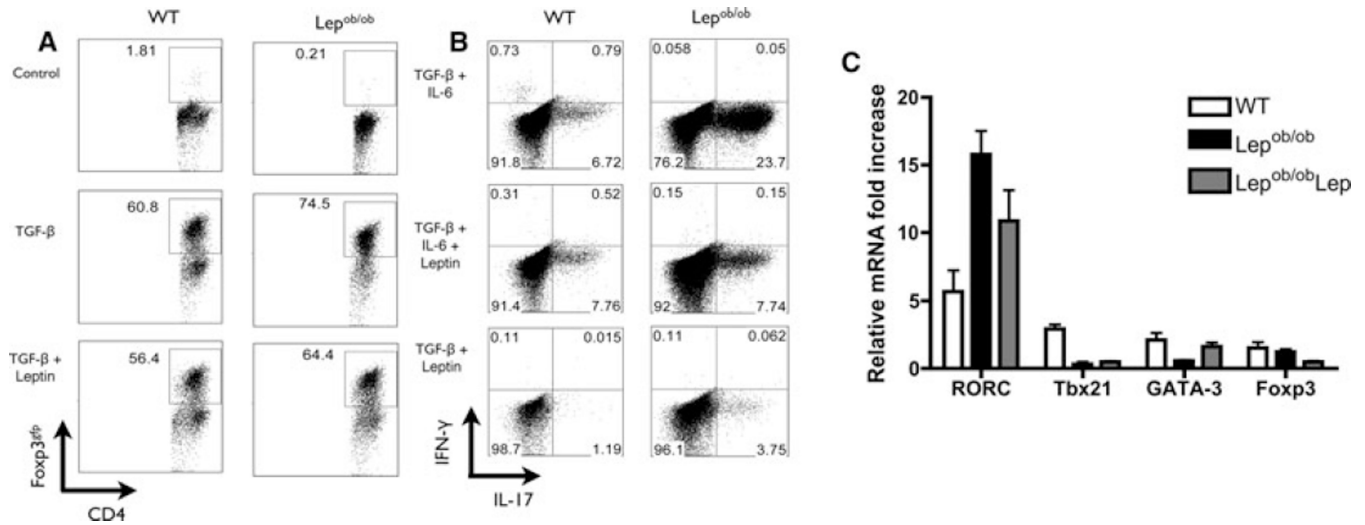 A
WT
Lep^ob/ob
Control
1.81
0.21
TGF-β
60.8
74.5
TGF-β +
Leptin
56.4
64.4
Foxp3^gfp
CD4
B
WT
Lep^ob/ob
TGF-β +
IL-6
0.73 0.79
91.8 6.72
0.058 0.05
76.2 23.7
TGF-β +
IL-6 +
Leptin
0.31 0.52
91.4 7.76
0.15 0.15
92 7.74
TGF-β +
Leptin
0.11 0.015
98.7 1.19
0.11 0.062
96.1 3.75
IFN-γ
IL-17
C
Relative mRNA fold increase
20
15
10
5
0
RORC Tbx21 GATA-3 Foxp3
WT
Lep^ob/ob
Lep^ob/ob Lep